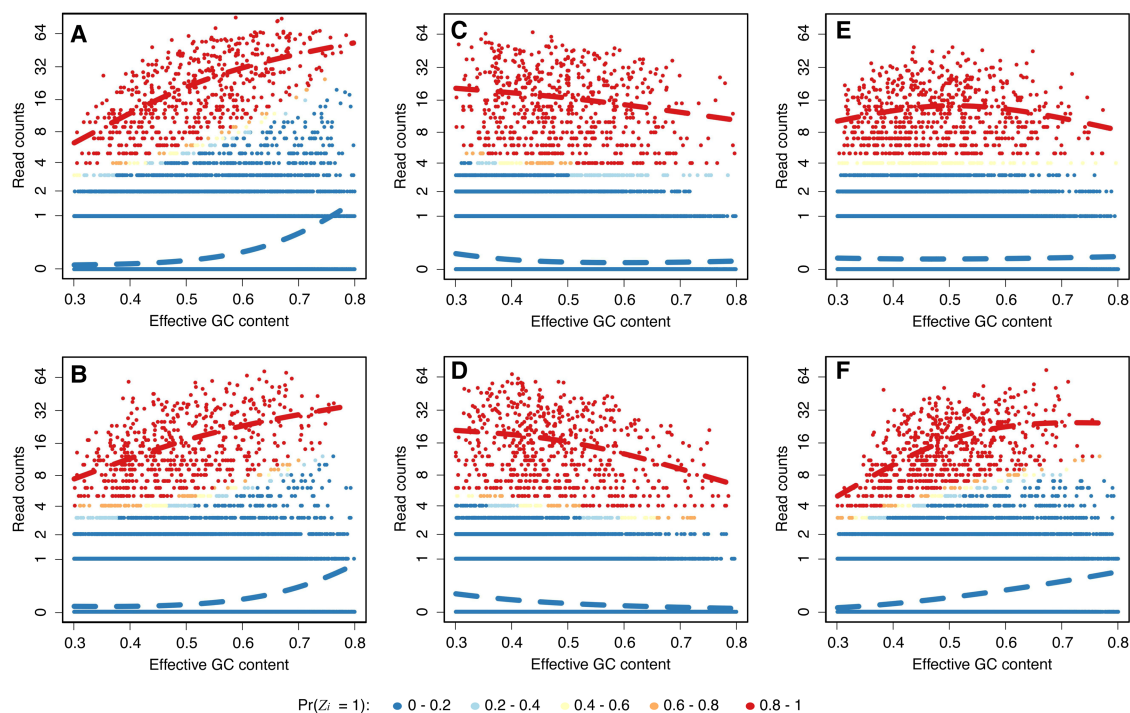 A
Read counts
0 1 2 4 8 16 32 64
0.3 0.4 0.5 0.6 0.7 0.8
Effective GC content
C
Read counts
0 1 2 4 8 16 32 64
0.3 0.4 0.5 0.6 0.7 0.8
Effective GC content
E
Read counts
0 1 2 4 8 16 32 64
0.3 0.4 0.5 0.6 0.7 0.8
Effective GC content
B
Read counts
0 1 2 4 8 16 32 64
0.3 0.4 0.5 0.6 0.7 0.8
Effective GC content
D
Read counts
0 1 2 4 8 16 32 64
0.3 0.4 0.5 0.6 0.7 0.8
Effective GC content
F
Read counts
0 1 2 4 8 16 32 64
0.3 0.4 0.5 0.6 0.7 0.8
Effective GC content
Pr(Zi = 1): 0 - 0.2 0.2 - 0.4 0.4 - 0.6 0.6 - 0.8 0.8 - 1